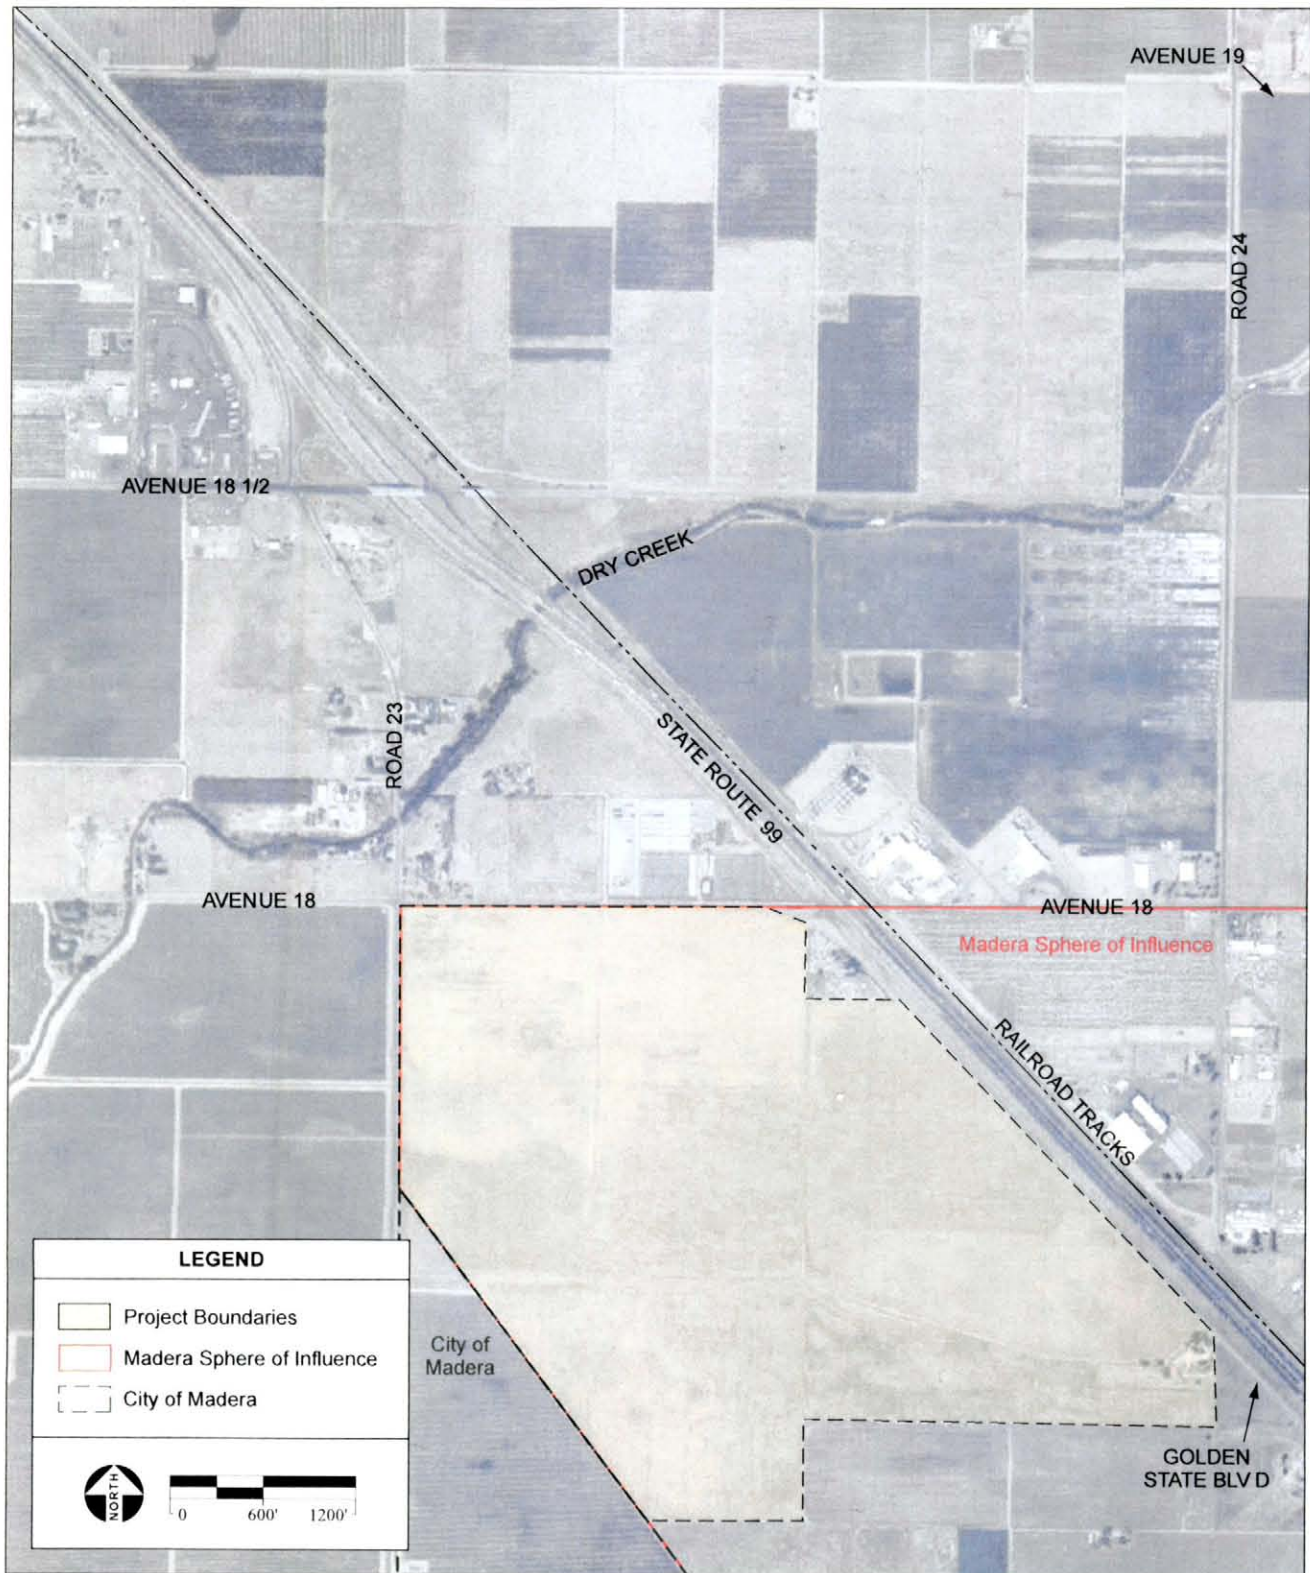 AVENUE 19
ROAD 24
AVENUE 18 1/2
DRY CREEK
ROAD 23
STATE ROUTE 99
AVENUE 18
AVENUE 18
Madera Sphere of Influence
RAILROAD TRACKS
LEGEND
Project Boundaries
Madera Sphere of Influence
City of Madera
City of
Madera
NORTH
0 600' 1200'
GOLDEN
STATE BLV D